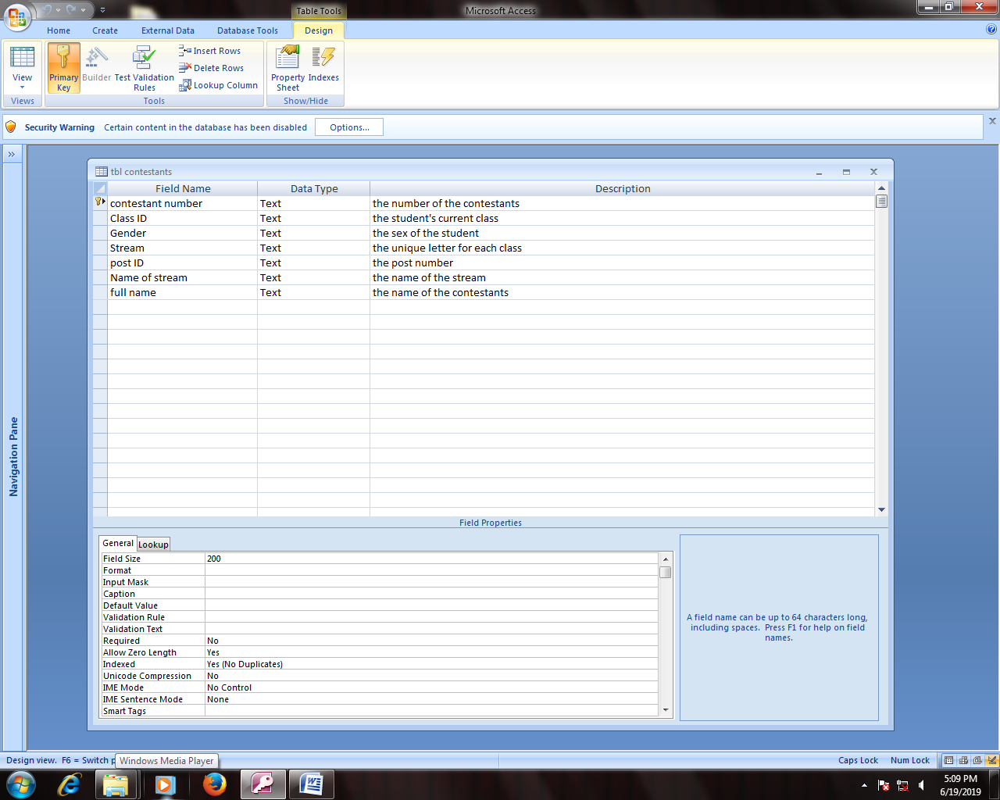 Table Tools
Microsoft Access
Home Create External Data Database Tools Design
View
Primary Key
Builder
Test Validation Rules
Insert Rows
Delete Rows
Lookup Column
Property Sheet
Indexes
Views Tools Show/Hide
Security Warning Certain content in the database has been disabled Options...
»
Navigation Pane
tbl contestants
Field Name Data Type Description
contestant number Text the number of the contestants
Class ID Text the student's current class
Gender Text the sex of the student
Stream Text the unique letter for each class
post ID Text the post number
Name of stream Text the name of the stream
full name Text the name of the contestants
Field Properties
General Lookup
Field Size 200
Format
Input Mask
Caption
Default Value
Validation Rule
Validation Text
Required No
Allow Zero Length Yes
Indexed Yes (No Duplicates)
Unicode Compression No
IME Mode No Control
IME Sentence Mode None
Smart Tags
A field name can be up to 64 characters long,
including spaces. Press F1 for help on field
names.
Design view. F6 = Switch p
Windows Media Player
Caps Lock Num Lock
5:09 PM
6/19/2019